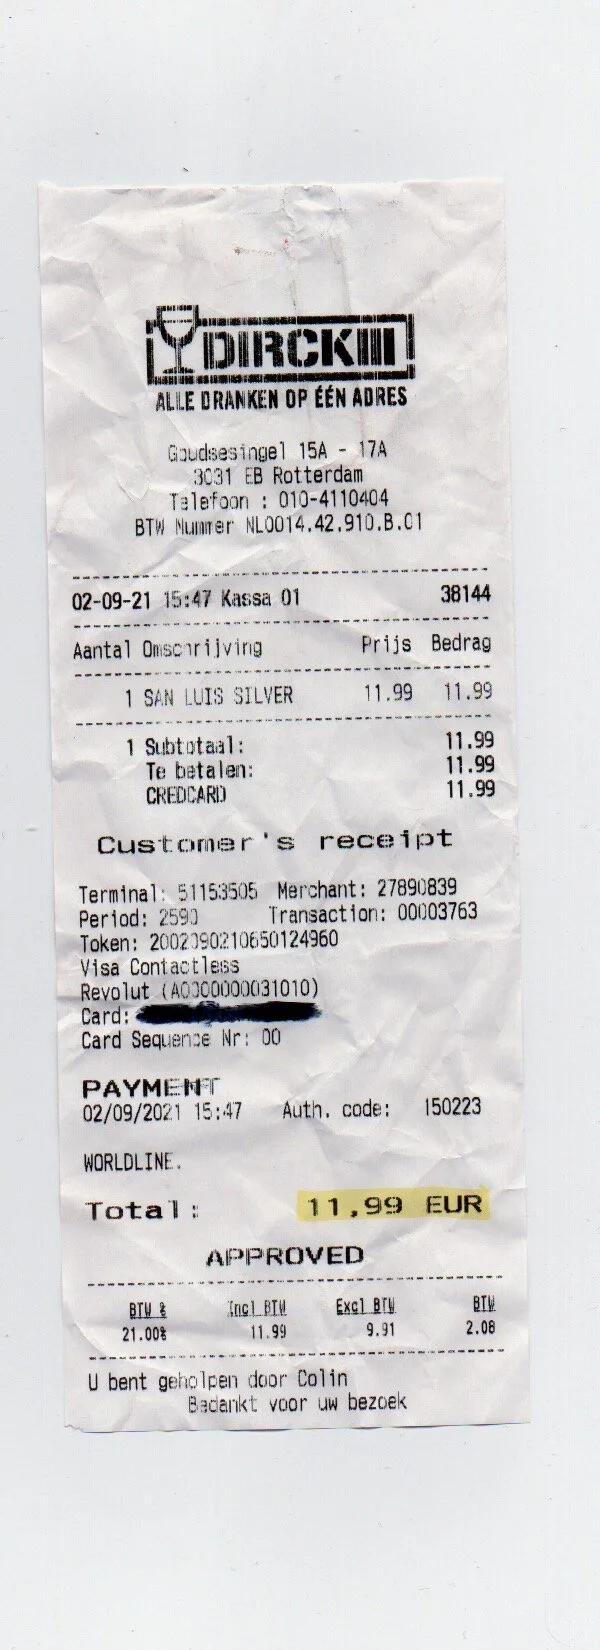 DIRCKIII
ALLE DRANKEN OP ÉÉN ADRES
Goudsesingel 15A - 17A
3031 EB Rotterdam
Telefoon : 010-4110404
BTW Nummer NL0014.42.910.B.01
02-09-21 15:47 Kassa 01 38144
Aantal Omschrijving Prijs Bedrag
1 SAN LUIS SILVER 11.99 11.99
1 Subtotaal: 11.99
Te betalen: 11.99
CREDCARD 11.99
Customer's receipt
Terminal: 51153505 Merchant: 27890839
Period: 2590 Transaction: 00003763
Token: 2002090210650124960
Visa Contactless
Revolut (A0000000031010)
Card:
Card Sequence Nr: 00
PAYMENT
02/09/2021 15:47 Auth. code: 150223
WORLDLINE.
Total: 11,99 EUR
APPROVED
BTW % Incl BTW Excl BTW BTW
21.00% 11.99 9.91 2.08
U bent geholpen door Colin
Bedankt voor uw bezoek